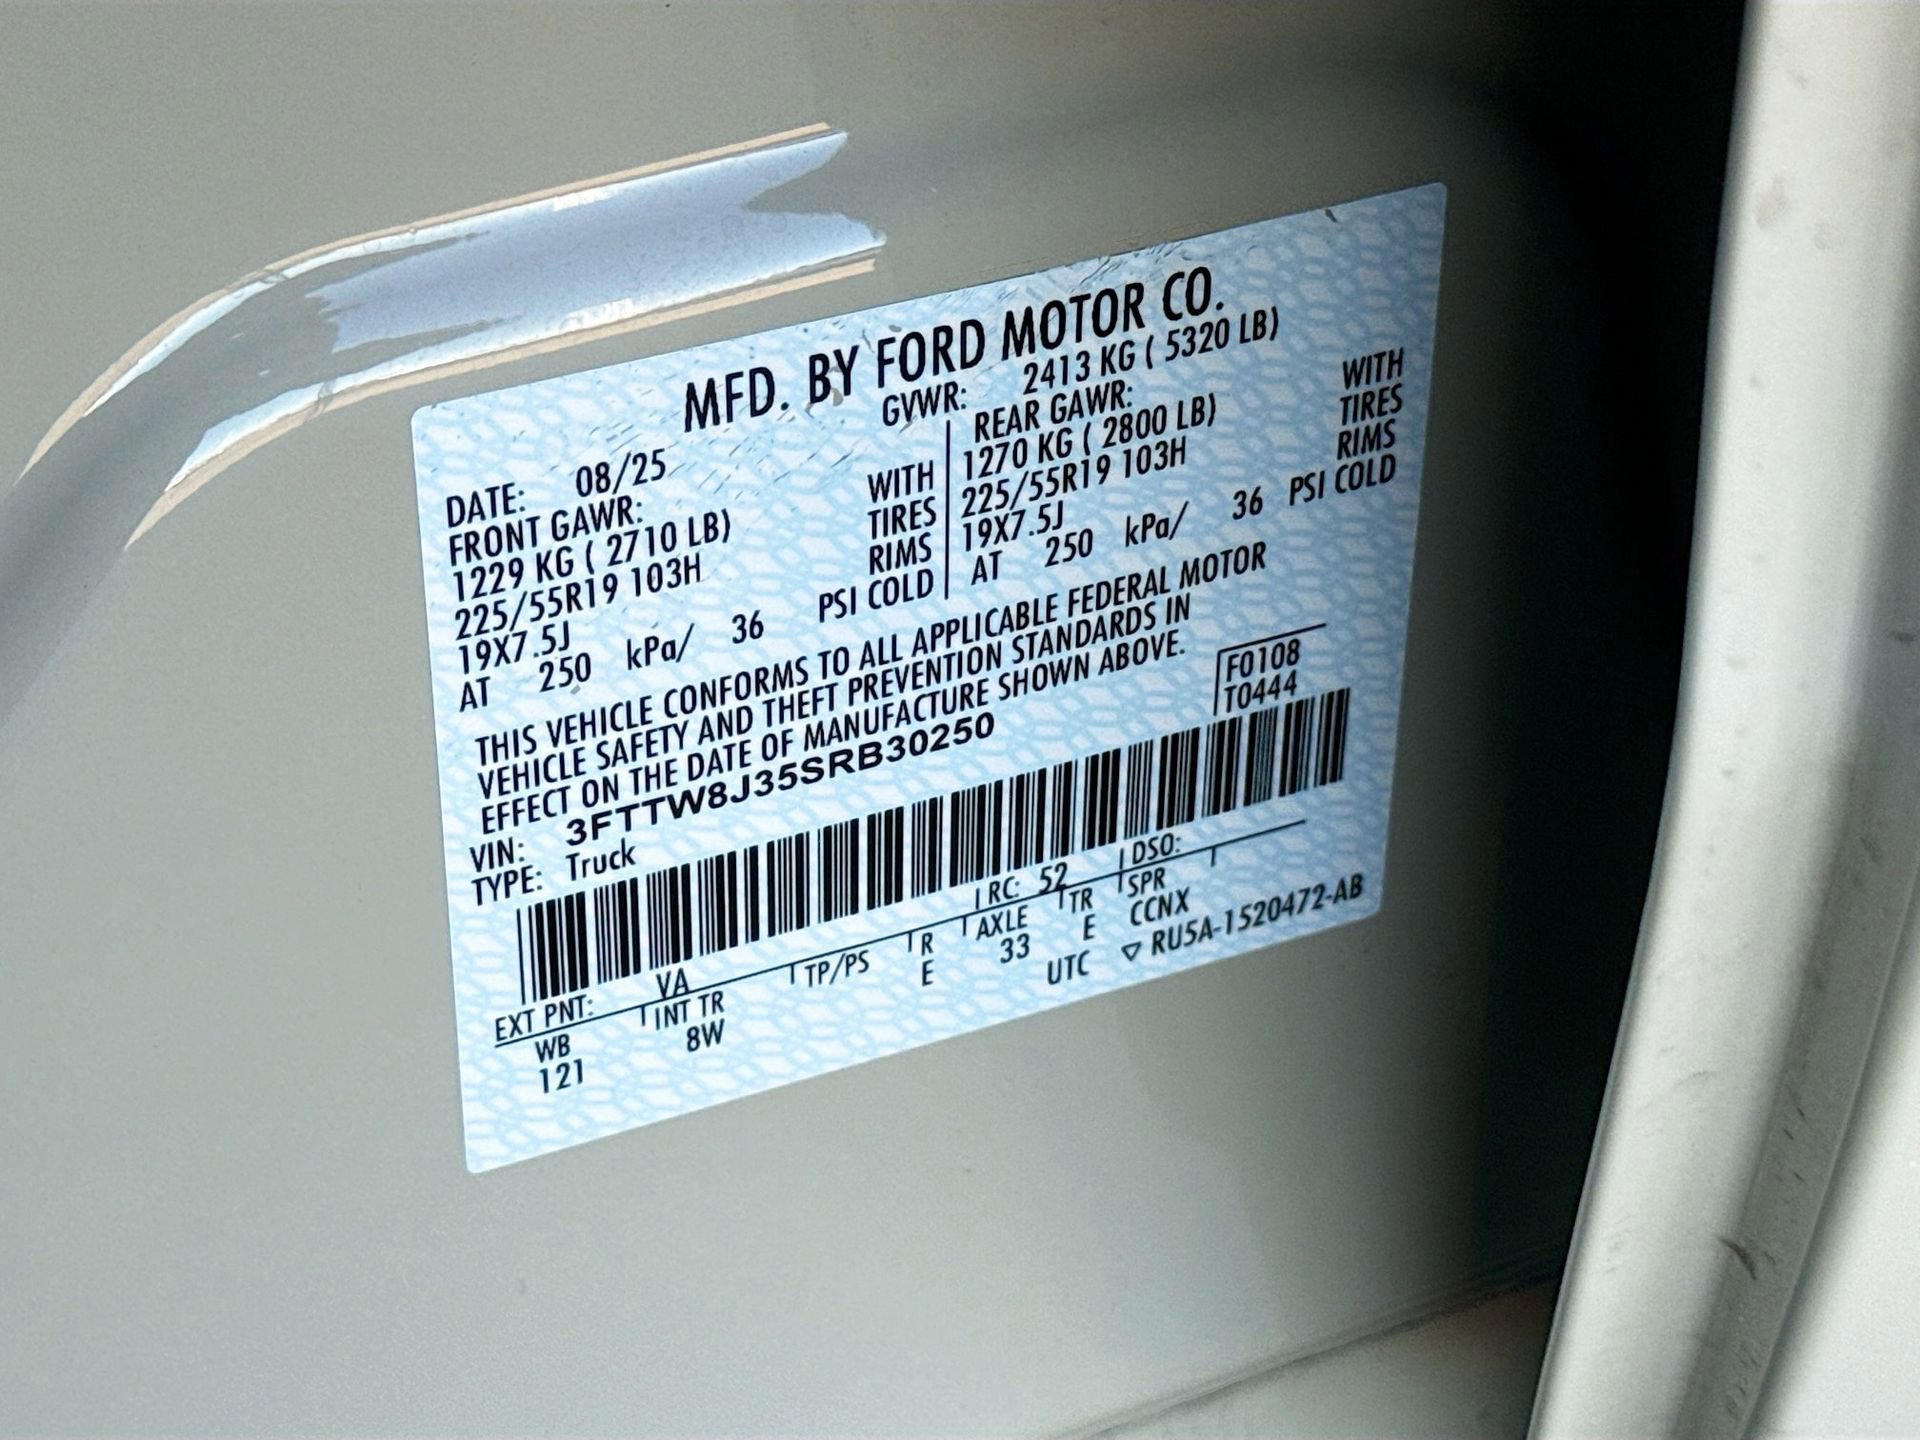 MFD. BY FORD MOTOR CO.
DATE: 08/25 GVWR: 2413 KG ( 5320 LB)
FRONT GAWR: REAR GAWR:
1229 KG ( 2710 LB) WITH 1270 KG ( 2800 LB) WITH
225/55R19 103H TIRES 225/55R19 103H TIRES
19X7.5J RIMS 19X7.5J RIMS
AT 250 kPa/ 36 PSI COLD AT 250 kPa/ 36 PSI COLD
THIS VEHICLE CONFORMS TO ALL APPLICABLE FEDERAL MOTOR
VEHICLE SAFETY AND THEFT PREVENTION STANDARDS IN
EFFECT ON THE DATE OF MANUFACTURE SHOWN ABOVE.
VIN: 3FTTW8J35SRB30250 F0108
TYPE: Truck T0444
EXT PNT: VA RC: 52 DSO:
WB INT TR TP/PS R AXLE TR SPR
121 8W E 33 E CCNX
UTC ▽ RU5A-1520472-AB